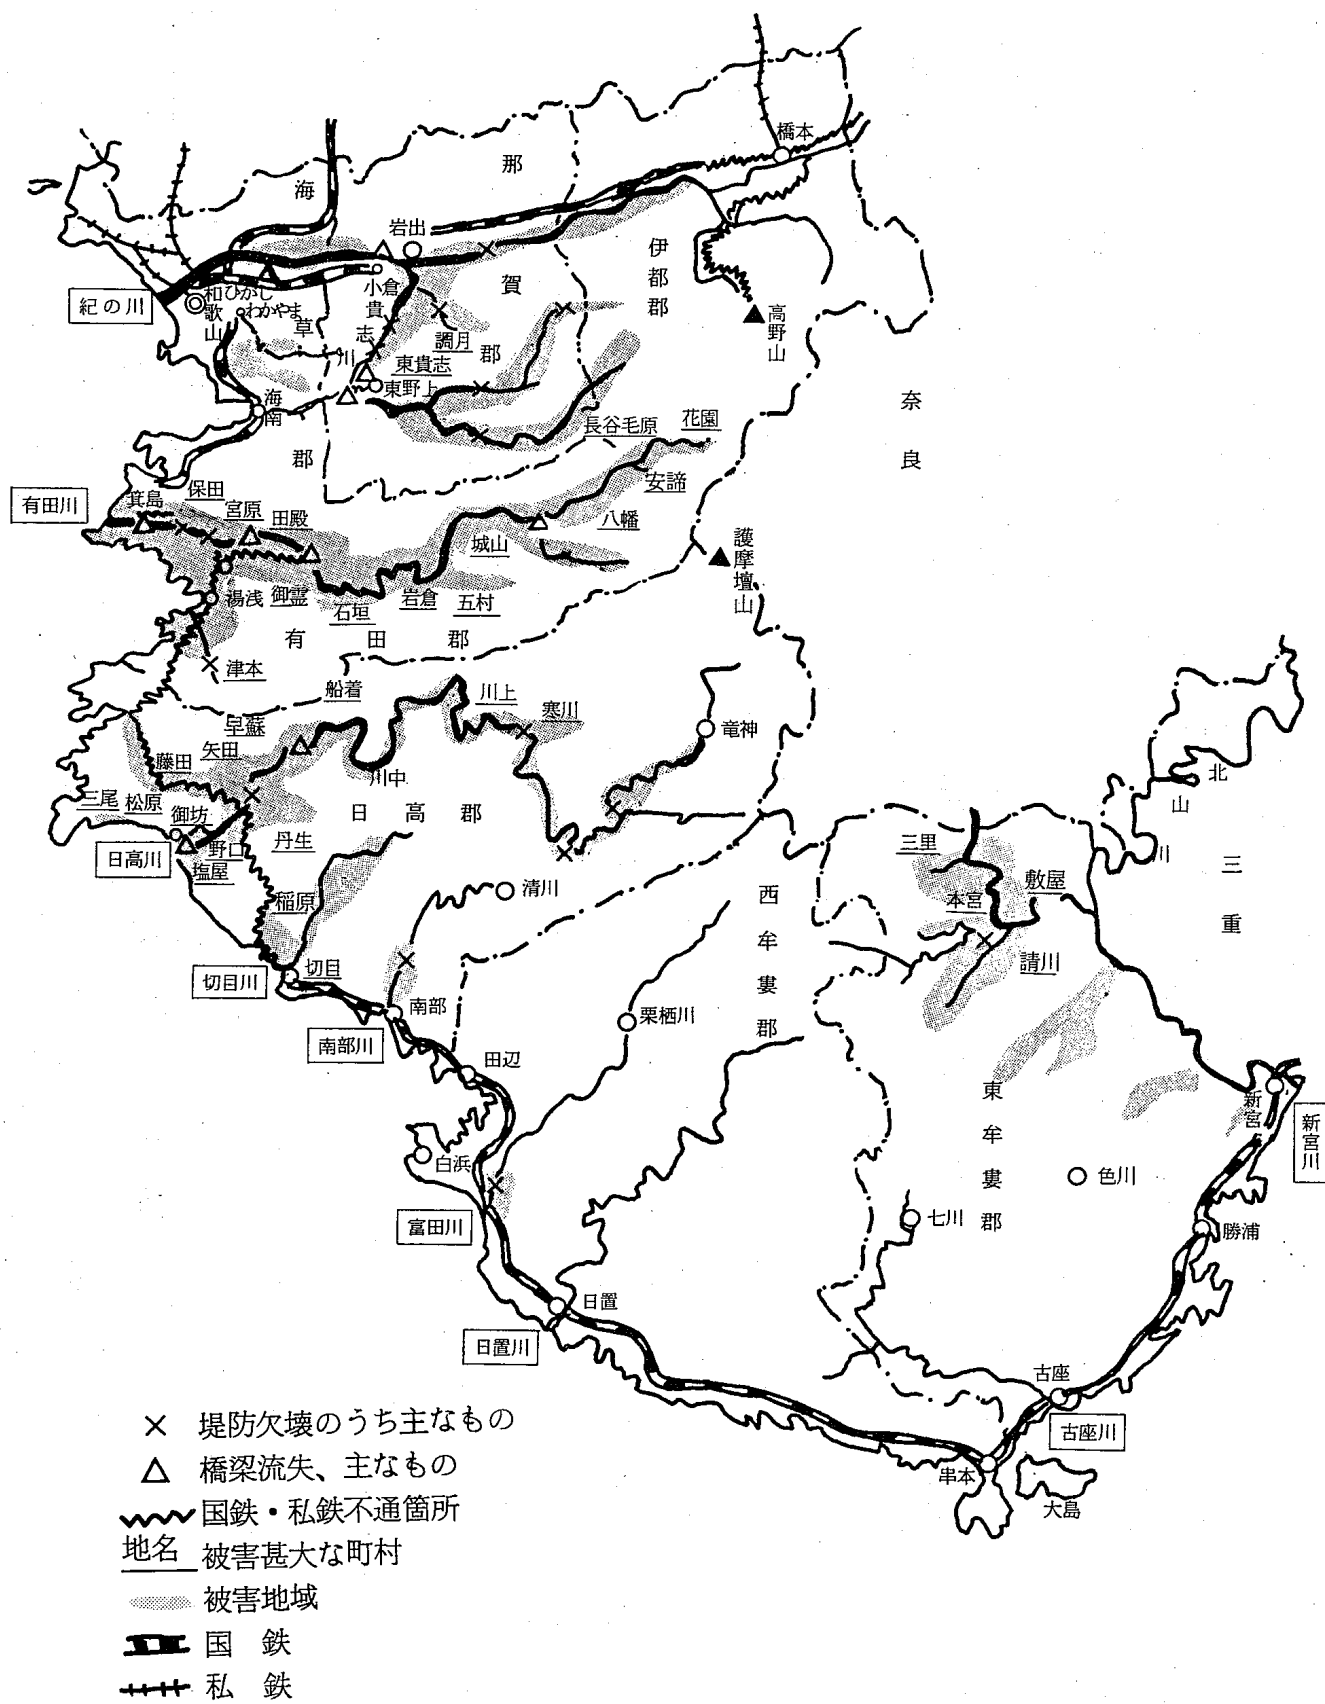 橋本
那
海
岩出
伊都郡
賀
小倉
紀の川
和歌山
ひがし
わかやま
草
貴
志
川
調月
郡
東貴志
東野上
高野山
海南
奈
良
長谷毛原
花園
郡
安諦
有田川
箕島
保田
宮原
田殿
八幡
城山
護摩壇山
湯浅
御霊
石垣
岩倉
五村
有
田
郡
津本
船着
川上
寒川
早蘇
竜神
矢田
藤田
川中
北
山
川
三尾
松原
御坊
日
高
郡
丹生
日高川
野口
塩屋
三里
三
重
敷屋
本宮
清川
西
牟
婁
郡
稲原
切目川
切目
請川
南部
栗栖川
南部川
田辺
東
牟
婁
郡
新宮
新宮川
白浜
色川
富田川
七川
勝浦
日置
日置川
古座
古座川
串本
大島
× 堤防欠壊のうち主なもの
△ 橋梁流失、主なもの
国鉄・私鉄不通箇所
地名 被害甚大な町村
被害地域
国 鉄
私 鉄